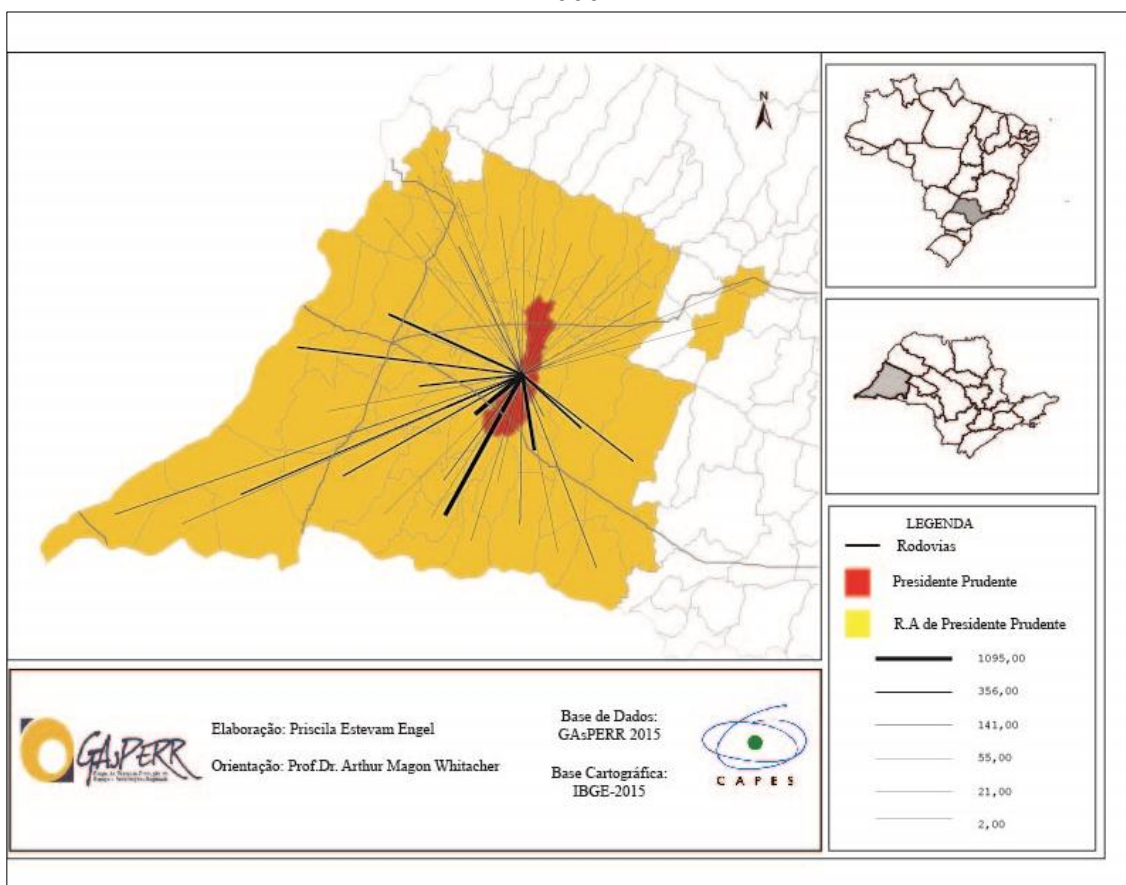 N
LEGENDA
Rodovias
Presidente Prudente
R.A de Presidente Prudente
1095,00
356,00
141,00
55,00
21,00
2,00
GAsPERR
Elaboração: Priscila Estevam Engel
Orientação: Prof.Dr. Arthur Magon Whitacher
Base de Dados:
GAsPERR 2015
Base Cartográfica:
IBGE-2015
CAPES